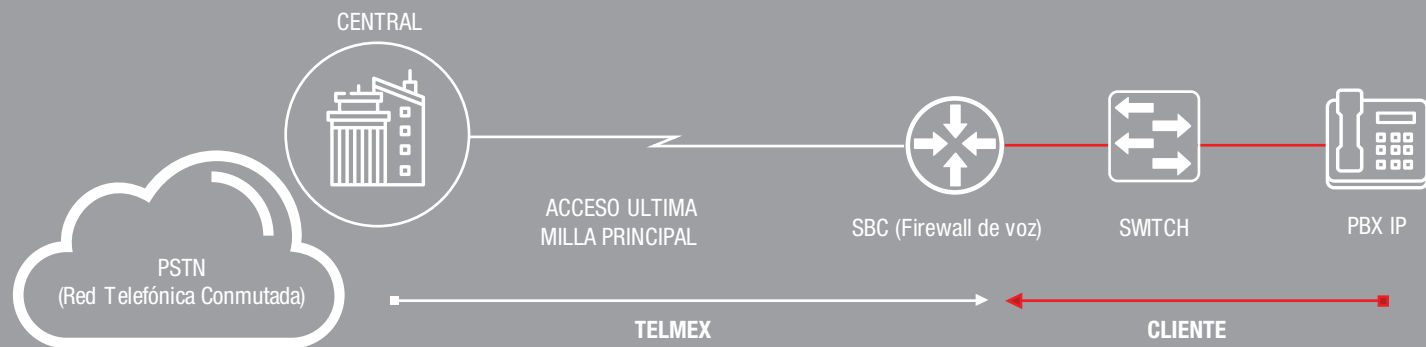 CENTRAL
PSTN
(Red Telefónica Conmutada)
ACCESO ULTIMA
MILLA PRINCIPAL
SBC (Firewall de voz)
SWITCH
PBX IP
TELMEX
CLIENTE